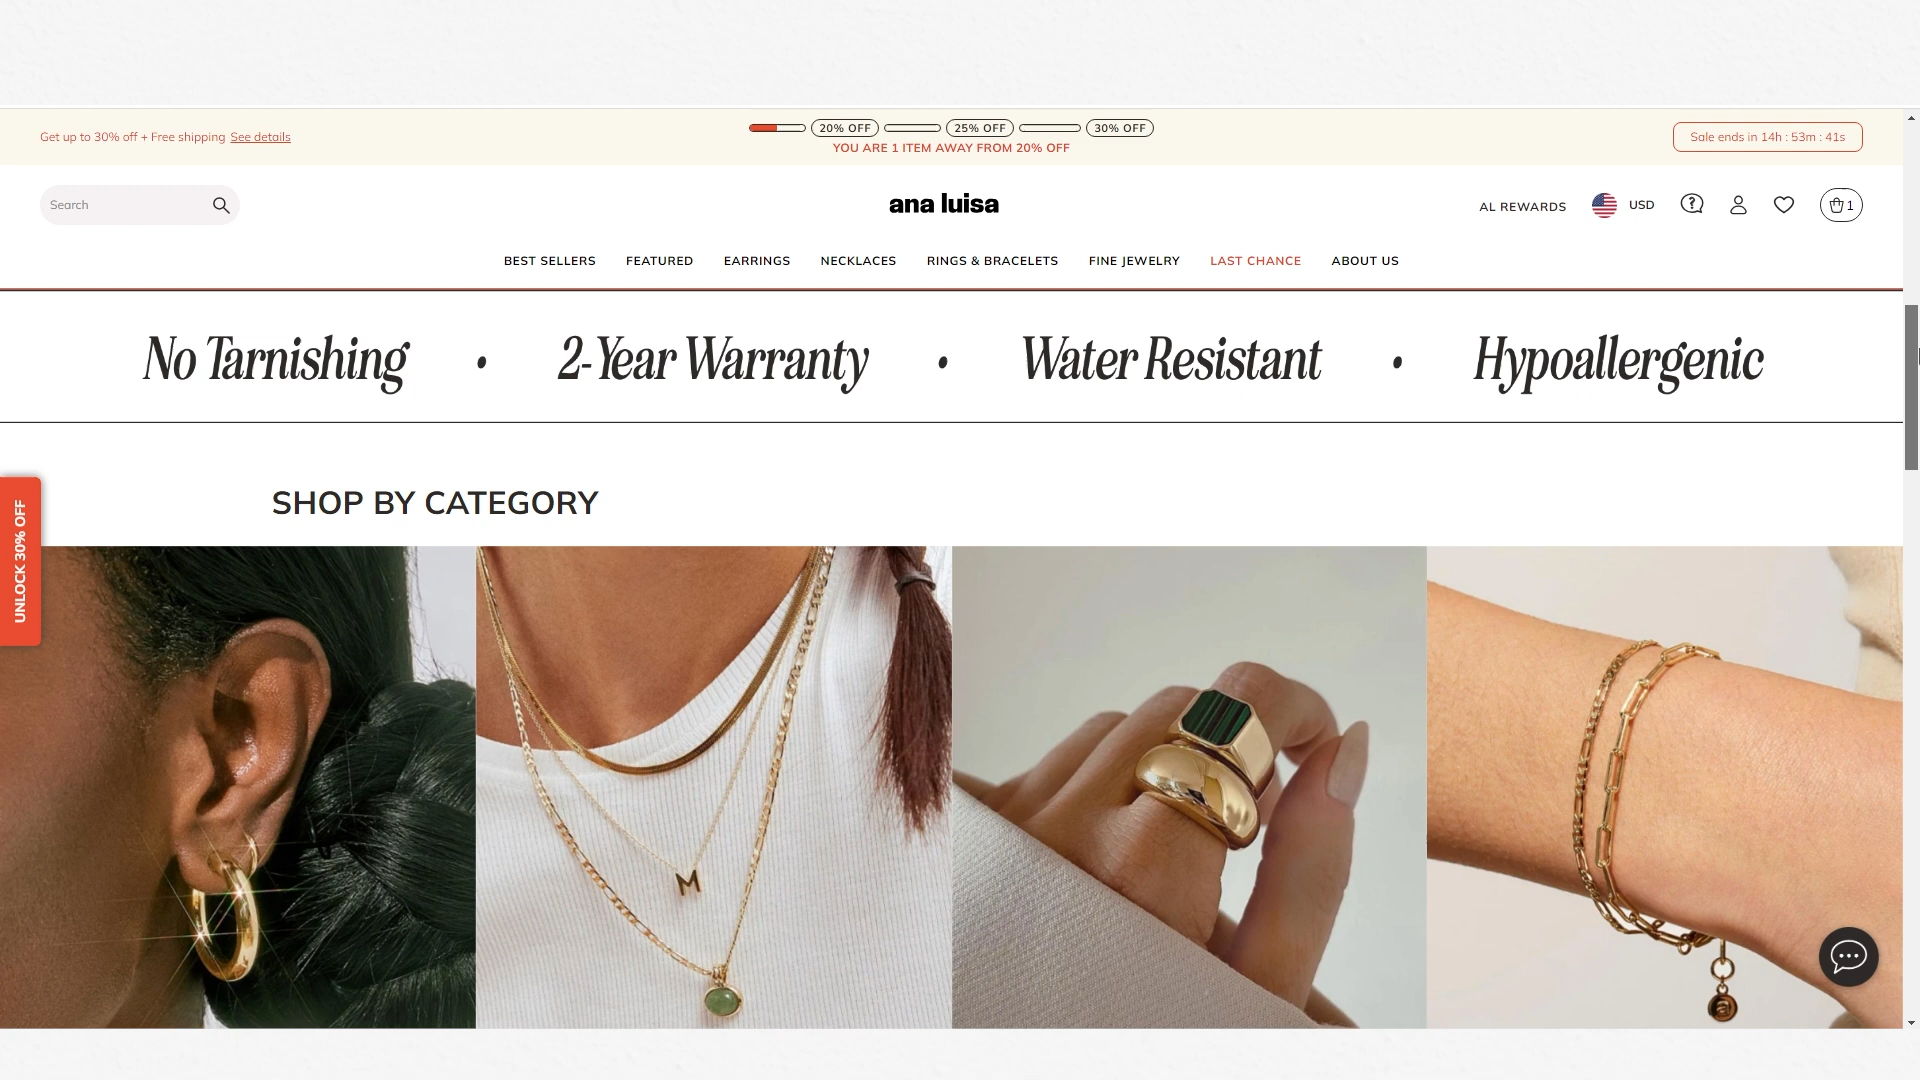 Get up to 30% off + Free shipping See details
20% OFF 25% OFF 30% OFF
YOU ARE 1 ITEM AWAY FROM 20% OFF
Sale ends in 14h : 53m : 41s
Search
ana luisa
AL REWARDS USD 1
BEST SELLERS FEATURED EARRINGS NECKLACES RINGS & BRACELETS FINE JEWELRY LAST CHANCE ABOUT US
No Tarnishing • 2-Year Warranty • Water Resistant • Hypoallergenic
SHOP BY CATEGORY
UNLOCK 30% OFF
M